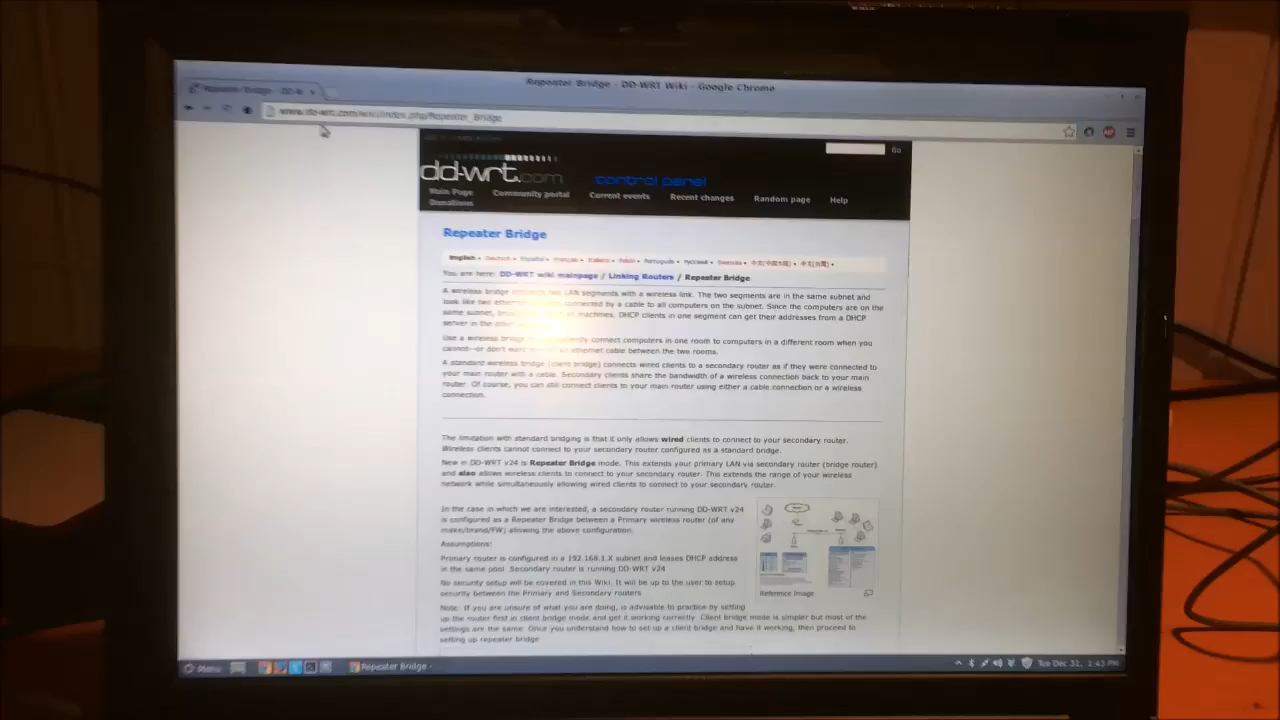 Repeater Bridge - DD-WRT Wiki - Google Chrome
Repeater Bridge - DD-W
www.dd-wrt.com/wiki/index.php/Repeater_Bridge
Go
dd-wrt.com control panel
Main Page Community portal Current events Recent changes Random page Help
Donations
Repeater Bridge
English • Deutsch • Español • Français • Italiano • Polski • Português • Русский • Svenska • 中文(中国大陆) • 中文(台灣) •
You are here: DD-WRT wiki mainpage / Linking Routers / Repeater Bridge
A wireless bridge LAN segments with a wireless link. The two segments are in the same subnet and
look like two connected by a cable to all computers on the subnet. Since the computers are on
the same subnet, machines. DHCP clients in one segment can get their addresses from a DHCP
server in the
Use a wireless bridge connect computers in one room to computers in a different room when you
cannot--or don't an ethernet cable between the two rooms.
A standard wireless bridge (client bridge) connects wired clients to a secondary router as if they were connected to
your main router with a cable. Secondary clients share the bandwidth of a wireless connection back to your main
router. Of course, you can still connect clients to your main router using either a cable connection or a wireless
connection.
The limitation with standard bridging is that it only allows wired clients to connect to your secondary router.
Wireless clients cannot connect to your secondary router configured as a standard bridge.
New in DD-WRT v24 is Repeater Bridge mode. This extends your primary LAN via secondary router (bridge router)
and also allows wireless clients to connect to your secondary router. This extends the range of your wireless
network while simultaneously allowing wired clients to connect to your secondary router.
In the case in which we are interested, a secondary router running DD-WRT v24
is configured as a Repeater Bridge between a Primary wireless router (of any
make/brand/FW) allowing the above configuration.
Assumptions:
Primary router is configured in a 192.168.1.X subnet and leases DHCP address
in the same pool. Secondary router is running DD-WRT v24
No security setup will be covered in this Wiki. It will be up to the user to setup
security between the Primary and Secondary routers
Reference Image
Note: If you are unsure of what you are doing, is advisable to practice by setting
up the router first in client bridge mode and get it working correctly. Client bridge mode is simpler but most of the
settings are the same. Once you understand how to set up a client bridge and have it working, then proceed to
setting up repeater bridge
Menu Repeater Bridge - Tue Dec 31, 1:43 PM